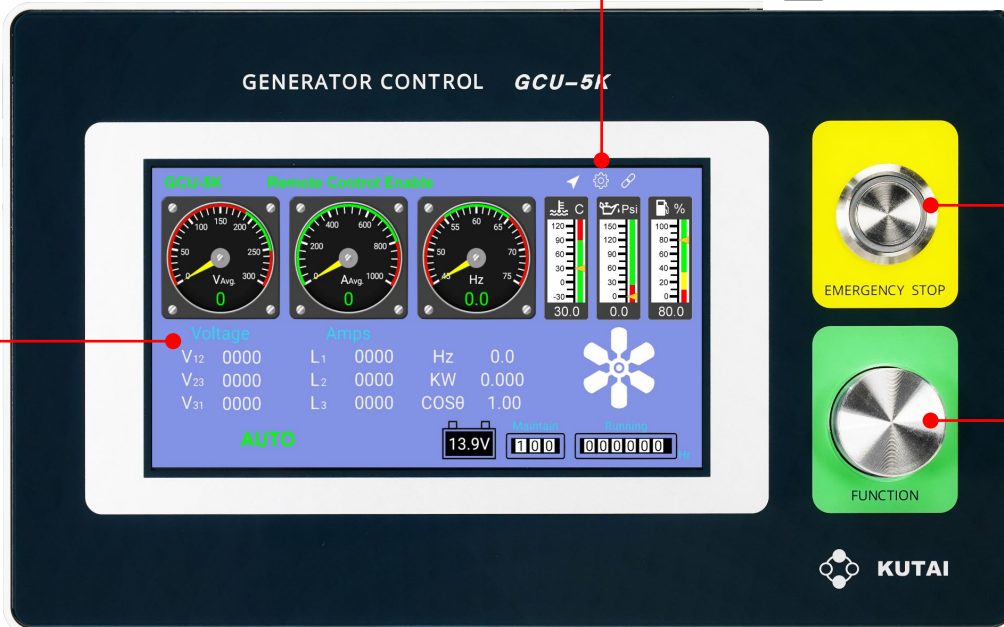 GENERATOR CONTROL GCU-5K
GCU-5K Remote Control Enable
0 50 100 150 200 250 300
VAvg.
0
0 200 400 600 800 1000
AAvg.
0
45 50 55 60 65 70 75
Hz
0.0
C
120
90
60
30
0
-30
30.0
Psi
150
120
90
60
30
0
0.0
%
100
80
60
40
20
0
80.0
Voltage Amps
V12 0000 L1 0000 Hz 0.0
V23 0000 L2 0000 KW 0.000
V31 0000 L3 0000 COSθ 1.00
AUTO
13.9V
Maintain
100
Running
000000
Hr
EMERGENCY STOP
FUNCTION
KUTAI